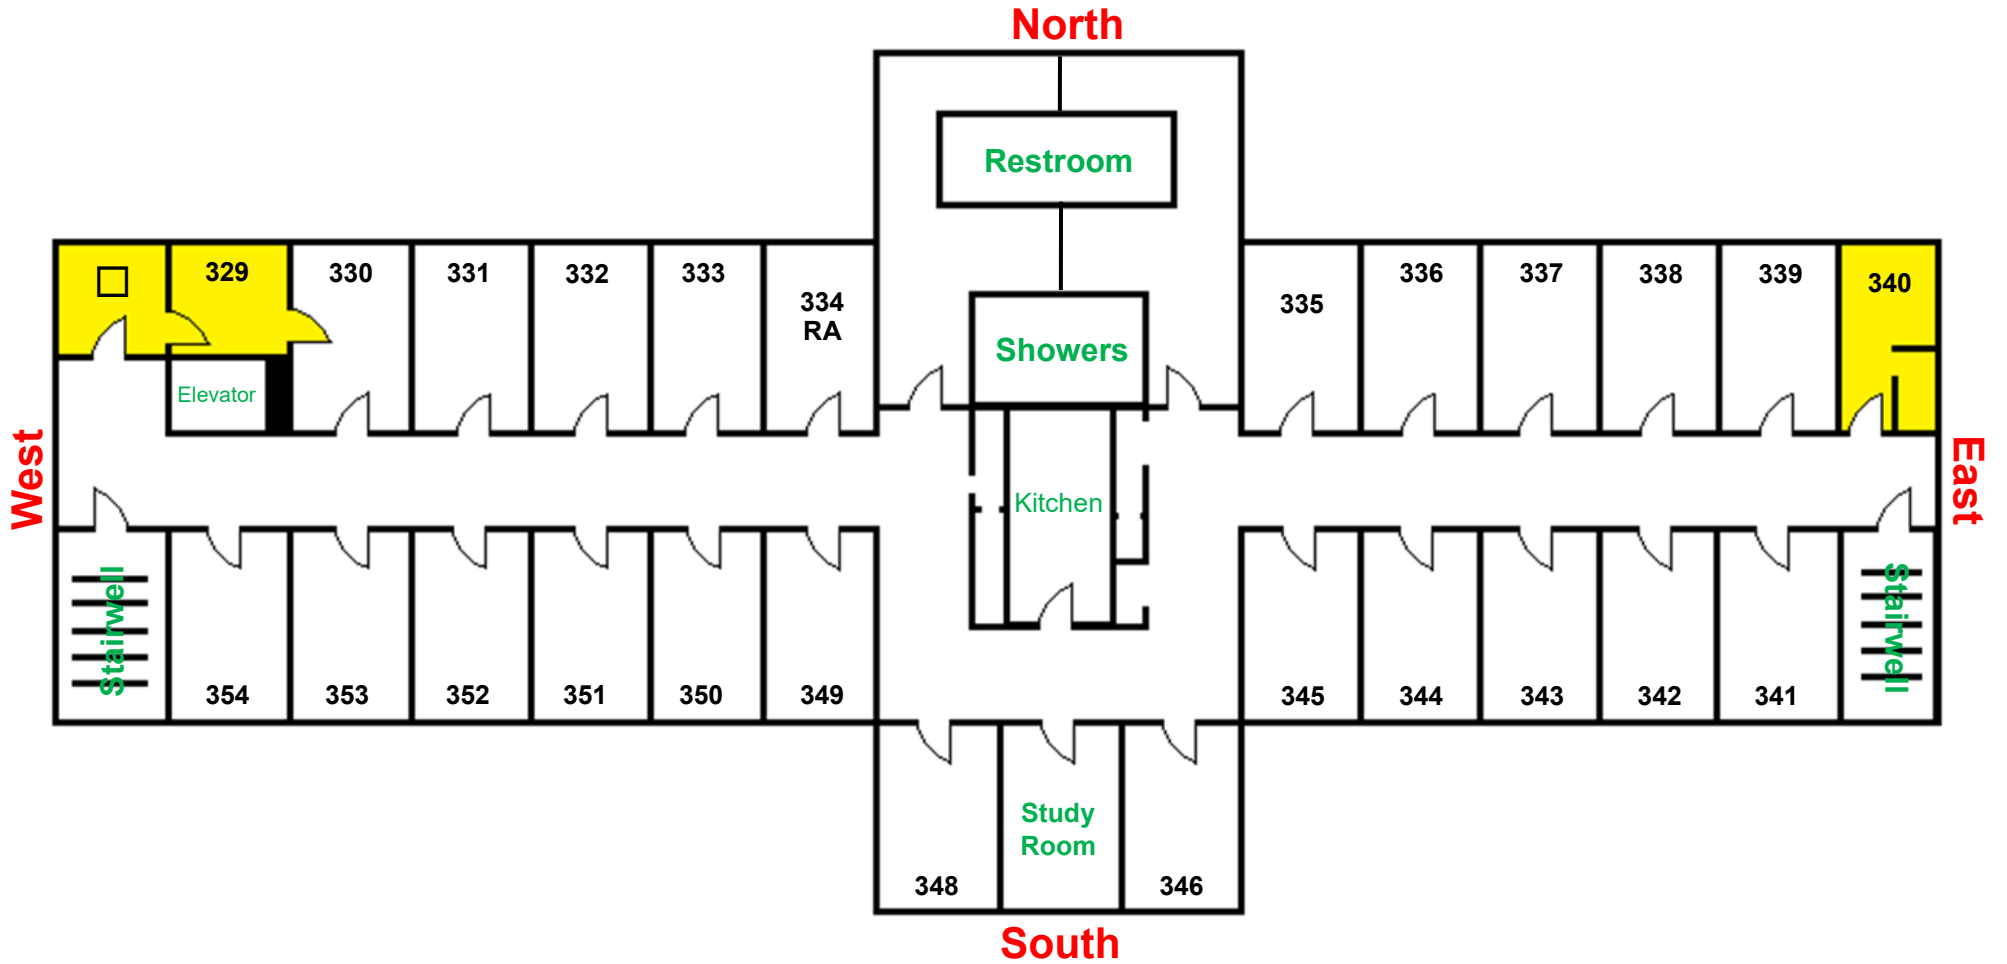 North
Restroom
329
330
331
332
333
334
RA
335
336
337
338
339
340
Showers
Elevator
West
East
Kitchen
Stairwell
Stairwell
354
353
352
351
350
349
345
344
343
342
341
Study
Room
348
346
South